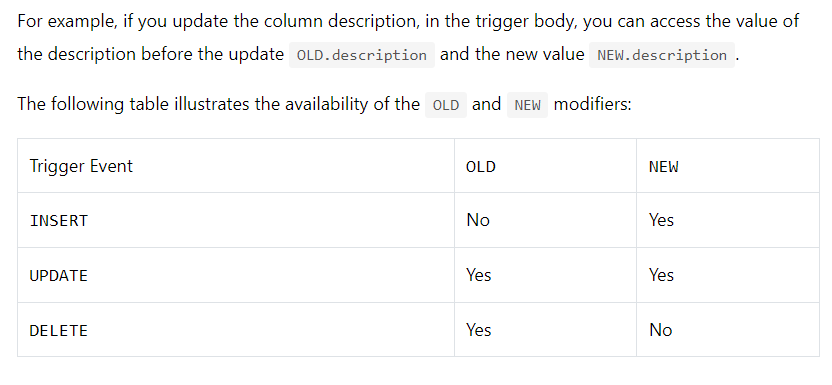 For example, if you update the column description, in the trigger body, you can access the value of
the description before the update OLD.description and the new value NEW.description .
The following table illustrates the availability of the OLD and NEW modifiers:
Trigger Event OLD NEW
INSERT No Yes
UPDATE Yes Yes
DELETE Yes No